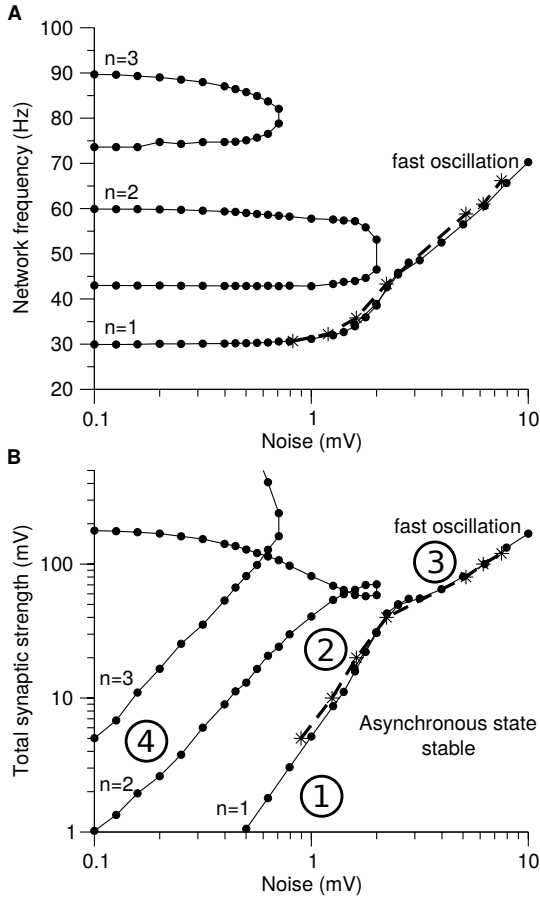 A
100
90
80
70
60
50
40
30
20
Network frequency (Hz)
n=3
n=2
n=1
fast oscillation
0.1
1
10
Noise (mV)
B
100
10
1
Total synaptic strength (mV)
fast oscillation
3
2
n=3
4
Asynchronous state
stable
n=2
n=1
1
0.1
1
10
Noise (mV)